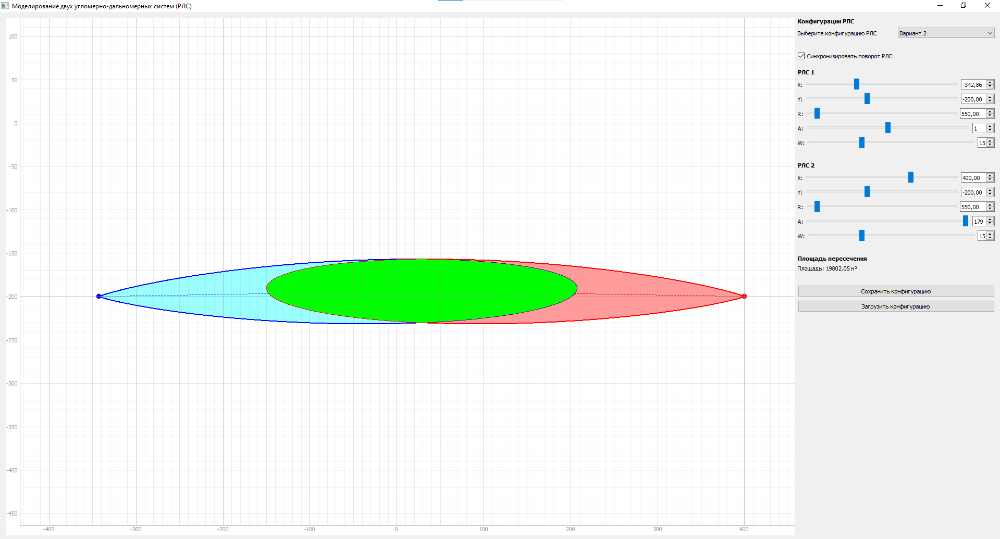 Моделирование двух угломерно-дальномерных систем (РЛС)
100
50
0
-50
-100
-150
-200
-250
-300
-350
-400
-450
-400
-300
-200
-100
0
100
200
300
400
Конфигурации РЛС
Выберите конфигурацию РЛС
Вариант 2
Синхронизировать поворот РЛС
РЛС 1
X: -342,86
Y: -200,00
R: 550,00
A: 1
W: 15
РЛС 2
X: 400,00
Y: -200,00
R: 550,00
A: 179
W: 15
Площадь пересечения
Площадь: 19802.05 м²
Сохранить конфигурацию
Загрузить конфигурацию